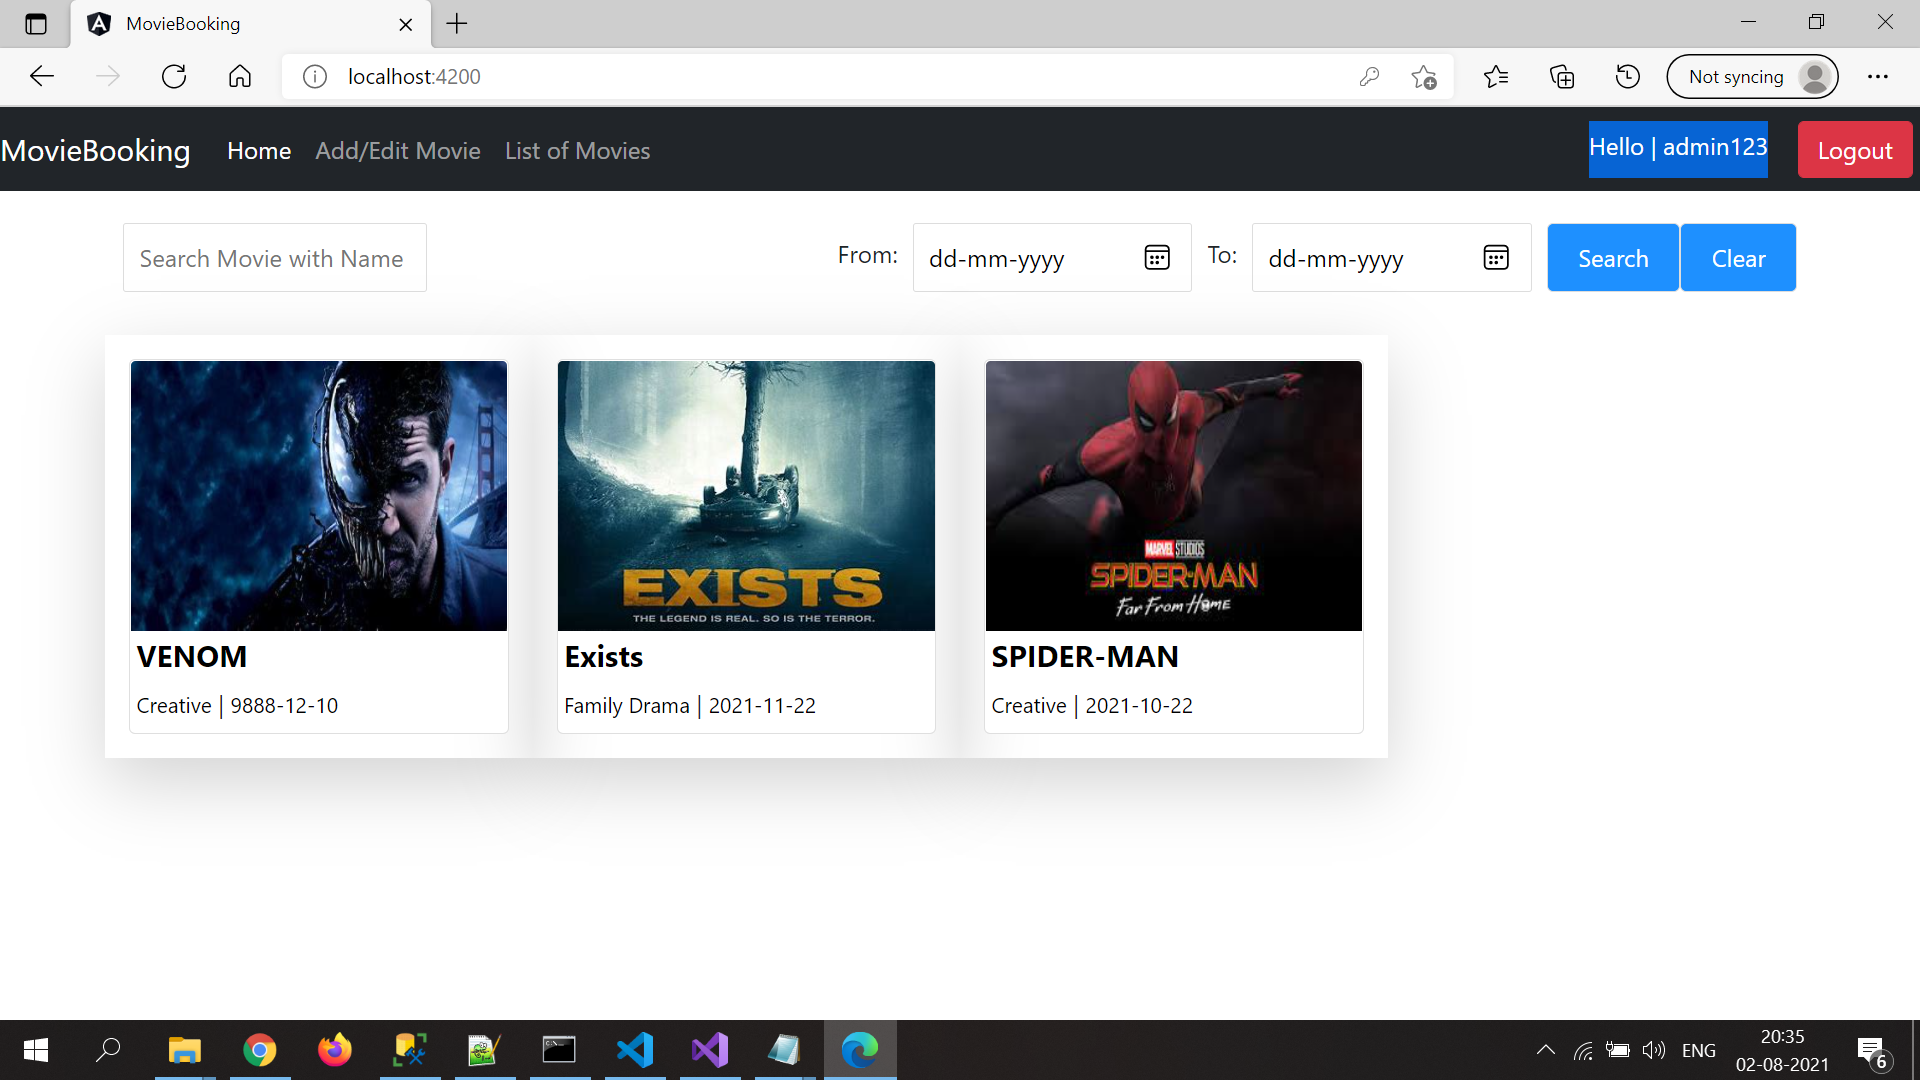 MovieBooking
localhost:4200
Not syncing
MovieBooking Home Add/Edit Movie List of Movies Hello | admin123 Logout
Search Movie with Name From: dd-mm-yyyy To: dd-mm-yyyy Search Clear
EXISTS
THE LEGEND IS REAL. SO IS THE TERROR.
MARVEL STUDIOS
SPIDER-MAN
Far From Home
VENOM
Creative | 9888-12-10
Exists
Family Drama | 2021-11-22
SPIDER-MAN
Creative | 2021-10-22
ENG
20:35
02-08-2021
6